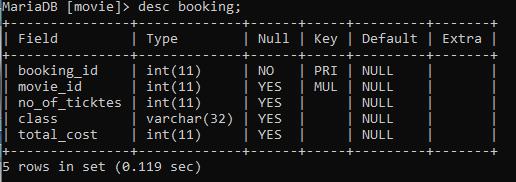 MariaDB [movie]> desc booking;
+--------------+-------------+------+-----+---------+-------+
| Field        | Type        | Null | Key | Default | Extra |
+--------------+-------------+------+-----+---------+-------+
| booking_id   | int(11)     | NO   | PRI | NULL    |       |
| movie_id     | int(11)     | YES  | MUL | NULL    |       |
| no_of_ticktes | int(11)     | YES  |     | NULL    |       |
| class        | varchar(32) | YES  |     | NULL    |       |
| total_cost   | int(11)     | YES  |     | NULL    |       |
+--------------+-------------+------+-----+---------+-------+
5 rows in set (0.119 sec)